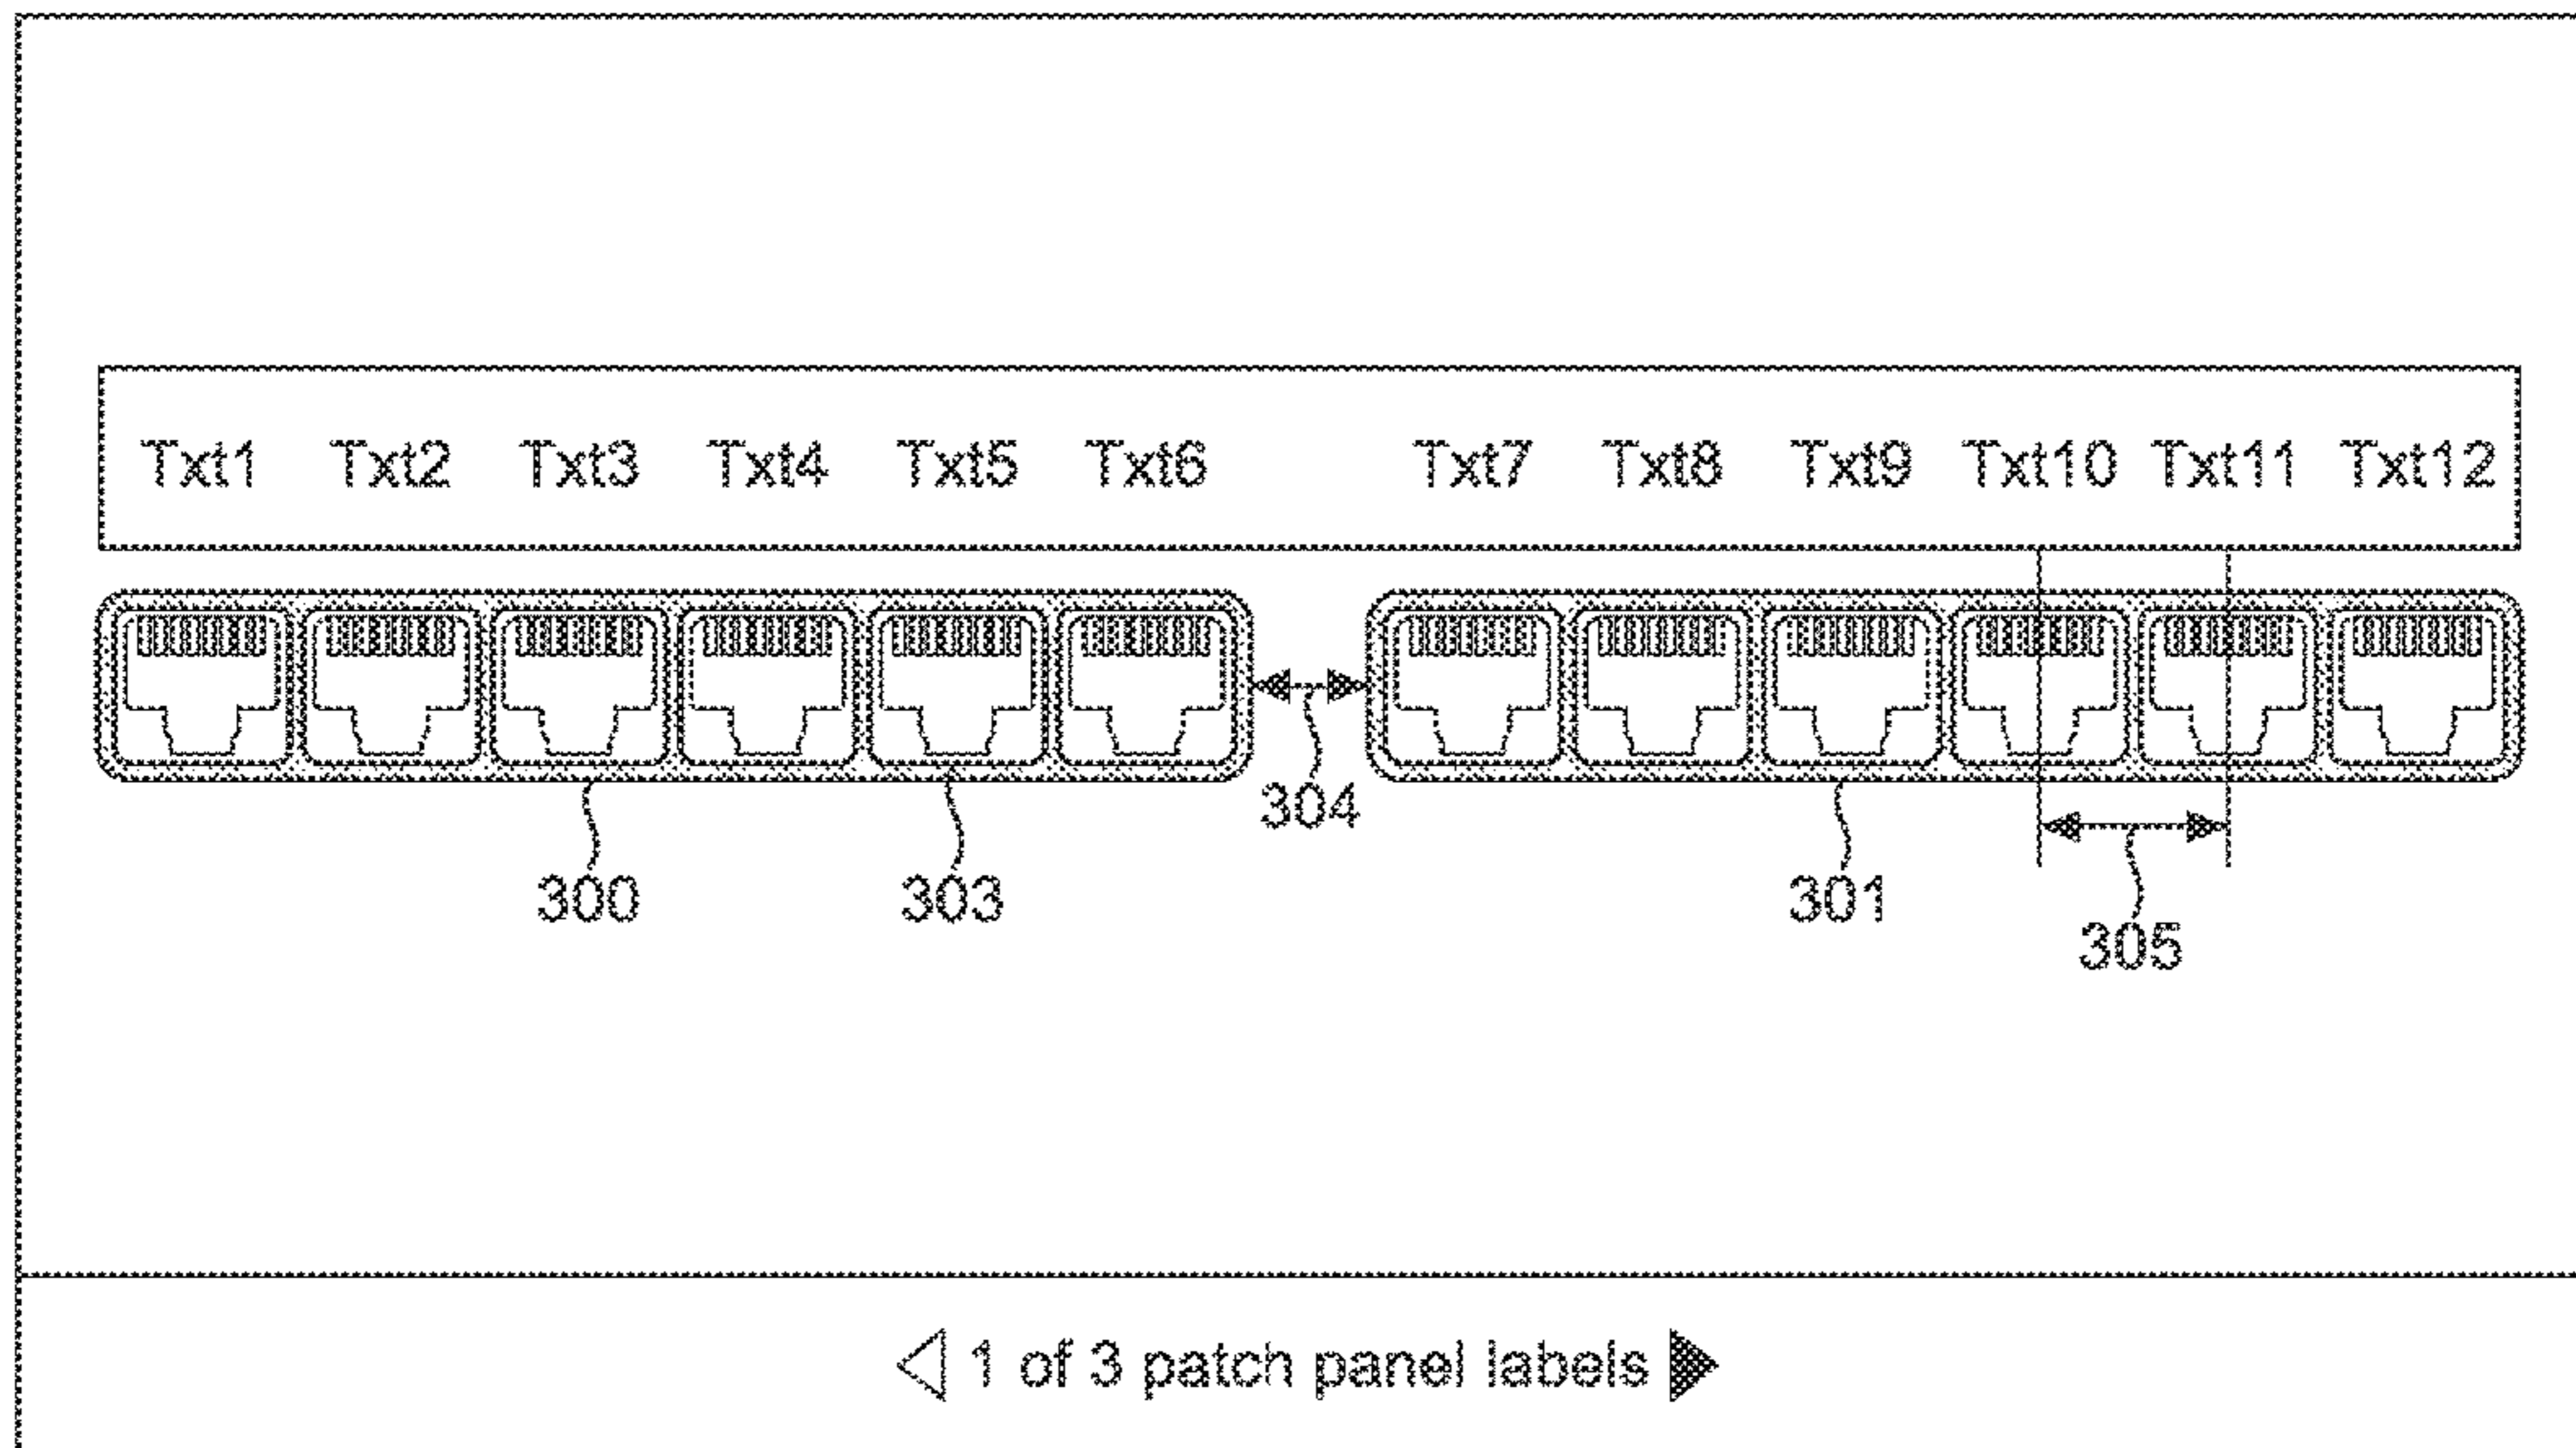 Txt1 Txt2 Txt3 Txt4 Txt5 Txt6 Txt7 Txt8 Txt9 Txt10 Txt11 Txt12
304
300 303 301
305
1 of 3 patch panel labels